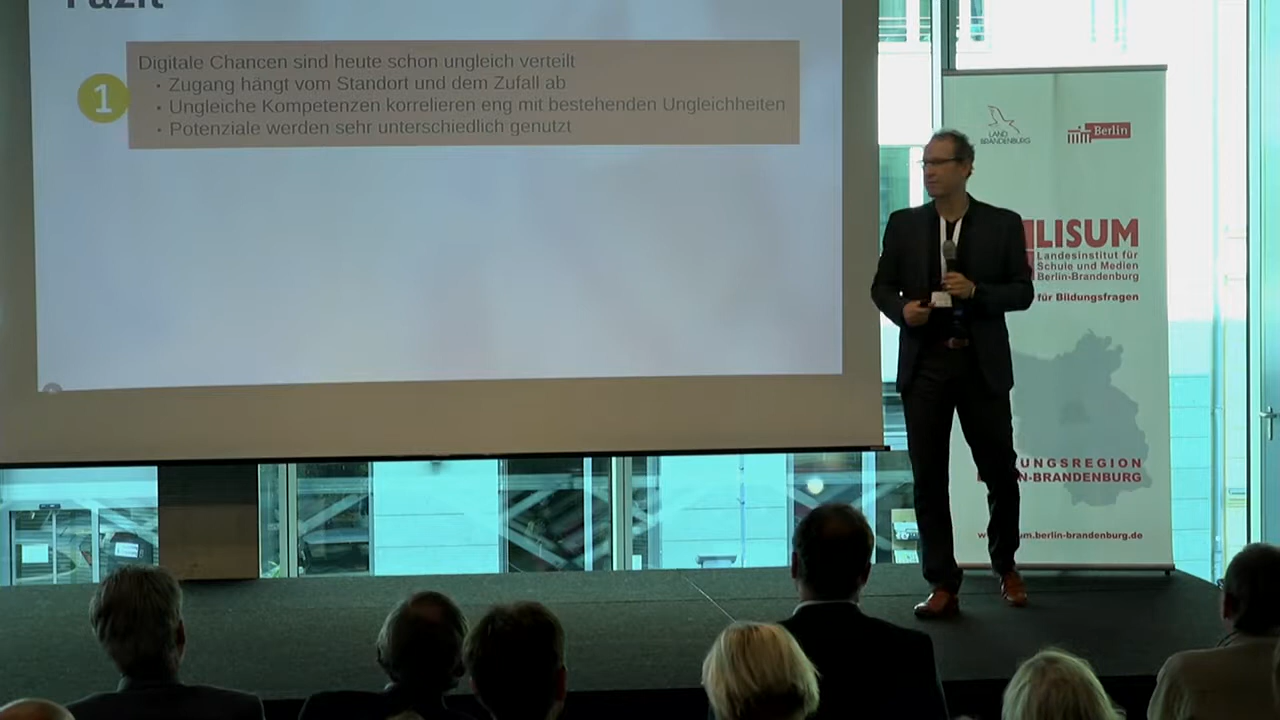 Fazit
1
Digitale Chancen sind heute schon ungleich verteilt
• Zugang hängt vom Standort und dem Zufall ab
• Ungleiche Kompetenzen korrelieren eng mit bestehenden Ungleichheiten
• Potenziale werden sehr unterschiedlich genutzt
LAND
BRANDENBURG
Berlin
LISUM
Landesinstitut für
Schule und Medien
Berlin-Brandenburg
für Bildungsfragen
UNGSREGION
N-BRANDENBURG
um.berlin-brandenburg.de